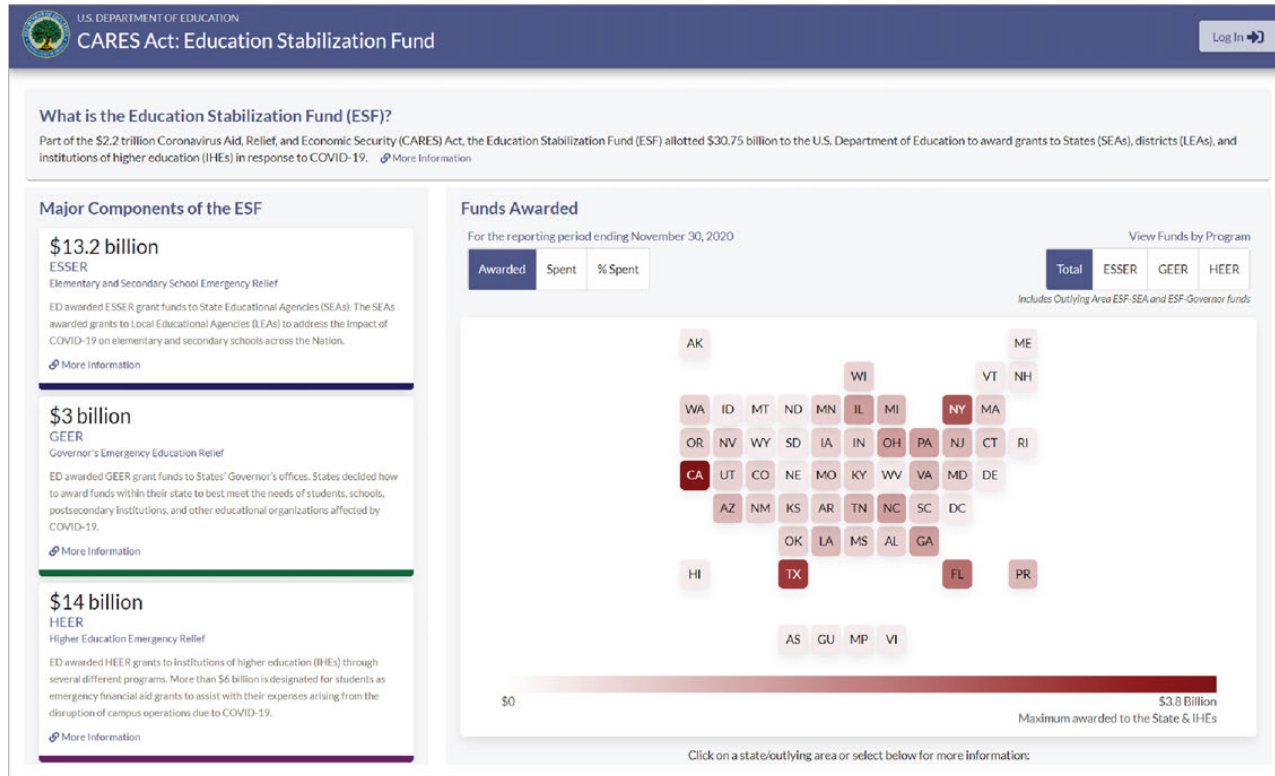 U.S. DEPARTMENT OF EDUCATION
CARES Act: Education Stabilization Fund
Log In
What is the Education Stabilization Fund (ESF)?
Part of the $2.2 trillion Coronavirus Aid, Relief, and Economic Security (CARES) Act, the Education Stabilization Fund (ESF) allotted $30.75 billion to the U.S. Department of Education to award grants to States (SEAs), districts (LEAs), and
institutions of higher education (IHEs) in response to COVID-19. More Information
Major Components of the ESF
$13.2 billion
ESSER
Elementary and Secondary School Emergency Relief
ED awarded ESSER grant funds to State Educational Agencies (SEAs). The SEAs
awarded grants to Local Educational Agencies (LEAs) to address the impact of
COVID-19 on elementary and secondary schools across the Nation.
More Information
$3 billion
GEER
Governor's Emergency Education Relief
ED awarded GEER grant funds to States' Governor's offices. States decided how
to award funds within their state to best meet the needs of students, schools,
postsecondary institutions, and other educational organizations affected by
COVID-19.
More Information
$14 billion
HEER
Higher Education Emergency Relief
ED awarded HEER grants to institutions of higher education (IHEs) through
several different programs. More than $6 billion is designated for students as
emergency financial aid grants to assist with their expenses arising from the
disruption of campus operations due to COVID-19.
More Information
Funds Awarded
For the reporting period ending November 30, 2020
View Funds by Program
Awarded Spent % Spent
Total ESSER GEER HEER
Includes Outlying Area ESF-SEA and ESF-Governor funds
AK ME
WI VT NH
WA ID MT ND MN IL MI NY MA
OR NV WY SD IA IN OH PA NJ CT RI
CA UT CO NE MO KY WV VA MD DE
AZ NM KS AR TN NC SC DC
OK LA MS AL GA
HI TX FL PR
AS GU MP VI
$0 $3.8 Billion
Maximum awarded to the State & IHEs
Click on a state/outlying area or select below for more information: